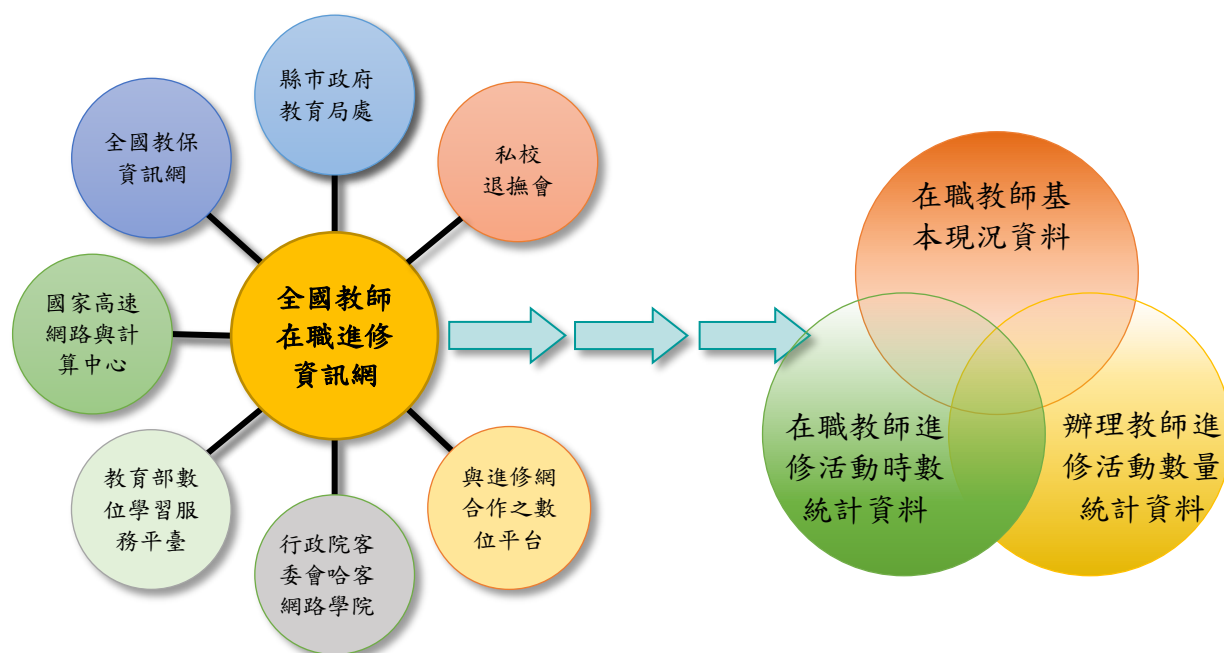 縣市政府
教育局處
全國教保
資訊網
私校
退撫會
國家高速
網路與計
算中心
全國教師
在職進修
資訊網
教育部數
位學習服
務平臺
行政院客
委會哈客
網路學院
與進修網
合作之數
位平台
在職教師基
本現況資料
在職教師進
修活動時數
統計資料
辦理教師進
修活動數量
統計資料